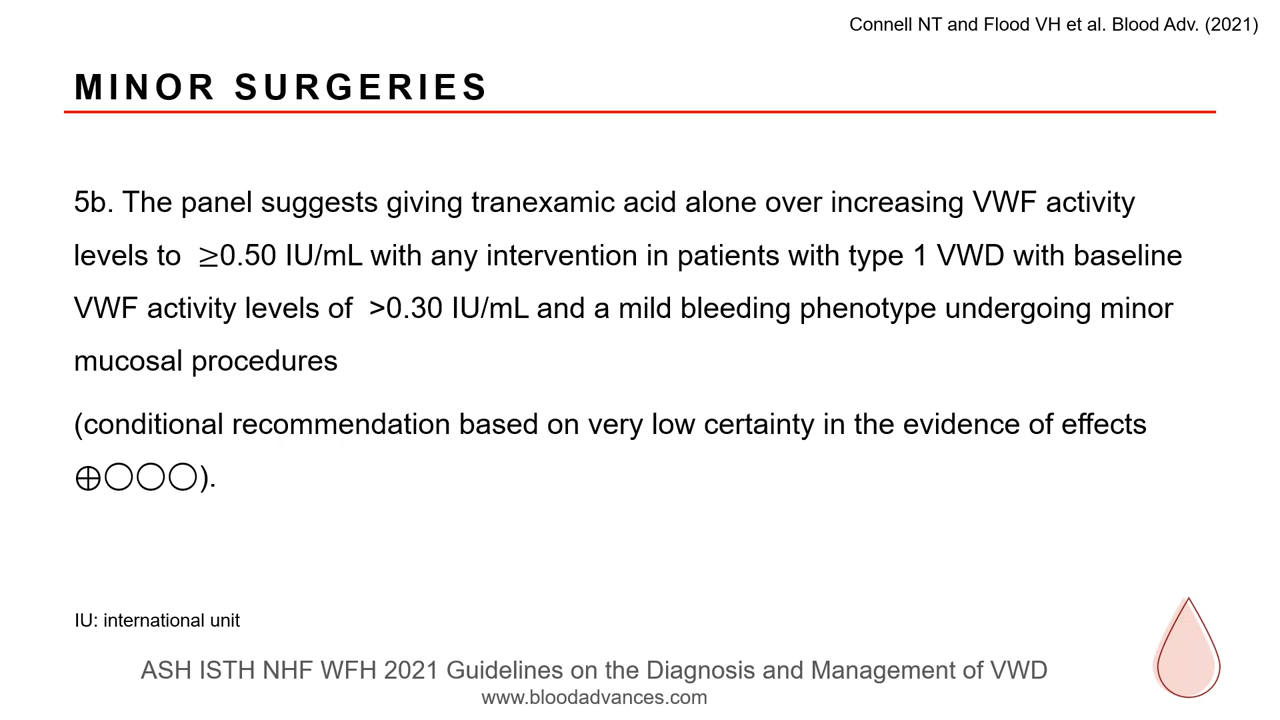 Connell NT and Flood VH et al. Blood Adv. (2021)
MINOR SURGERIES
5b. The panel suggests giving tranexamic acid alone over increasing VWF activity
levels to ≥0.50 IU/mL with any intervention in patients with type 1 VWD with baseline
VWF activity levels of >0.30 IU/mL and a mild bleeding phenotype undergoing minor
mucosal procedures
(conditional recommendation based on very low certainty in the evidence of effects
⊕◯◯◯).
IU: international unit
ASH ISTH NHF WFH 2021 Guidelines on the Diagnosis and Management of VWD
www.bloodadvances.com